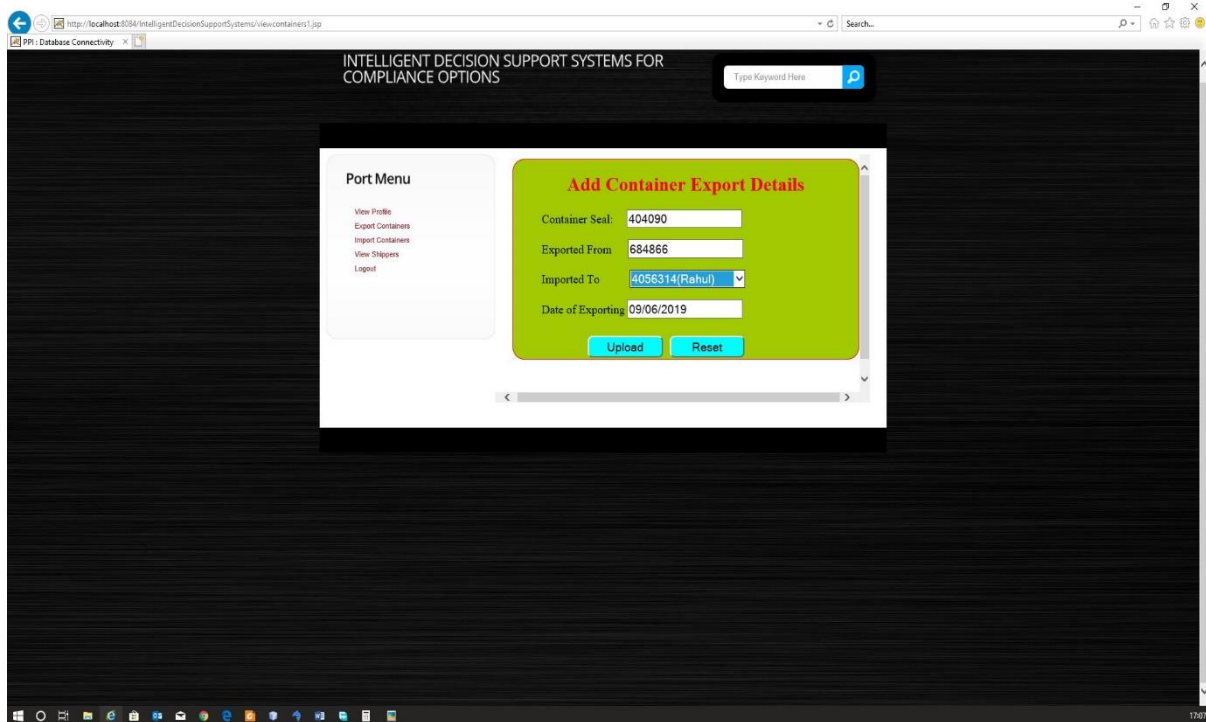 http://localhost:8084/IntelligentDecisionSupportSystems/viewcontainers1.jsp
Search...
PPI : Database Connectivity
INTELLIGENT DECISION SUPPORT SYSTEMS FOR
COMPLIANCE OPTIONS
Type Keyword Here
Port Menu
View Profile
Export Containers
Import Containers
View Shippers
Logout
Add Container Export Details
Container Seal: 404090
Exported From 684866
Imported To 4056314(Rahul)
Date of Exporting 09/06/2019
Upload Reset
17:07